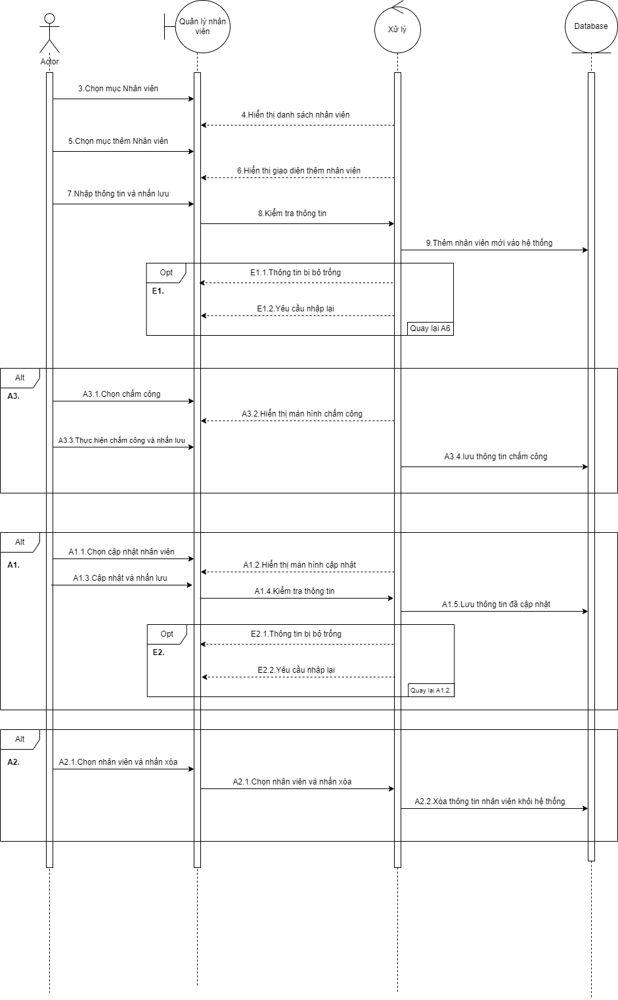 Quản lý nhân
viên
Xử lý
Database
Actor
3.Chọn mục Nhân viên
4.Hiển thị danh sách nhân viên
5.Chọn mục thêm Nhân viên
6.Hiển thị giao diện thêm nhân viên
7.Nhập thông tin và nhấn lưu
8.Kiểm tra thông tin
9.Thêm nhân viên mới vào hệ thống
Opt
E1.1.Thông tin bị bỏ trống
E1.
E1.2.Yêu cầu nhập lại
Quay lại A6
Alt
A3.
A3.1.Chọn chấm công
A3.2.Hiển thị màn hình chấm công
A3.3.Thực hiện chấm công và nhấn lưu
A3.4.lưu thông tin chấm công
Alt
A1.
A1.1.Chọn cập nhật nhân viên
A1.2.Hiển thị màn hình cập nhật
A1.3.Cập nhật và nhấn lưu
A1.4.Kiểm tra thông tin
A1.5.Lưu thông tin đã cập nhật
Opt
E2.1.Thông tin bị bỏ trống
E2.
E2.2.Yêu cầu nhập lại
Quay lại A1.2.
Alt
A2.
A2.1.Chọn nhân viên và nhấn xóa
A2.1.Chọn nhân viên và nhấn xóa
A2.2.Xóa thông tin nhân viên khỏi hệ thống